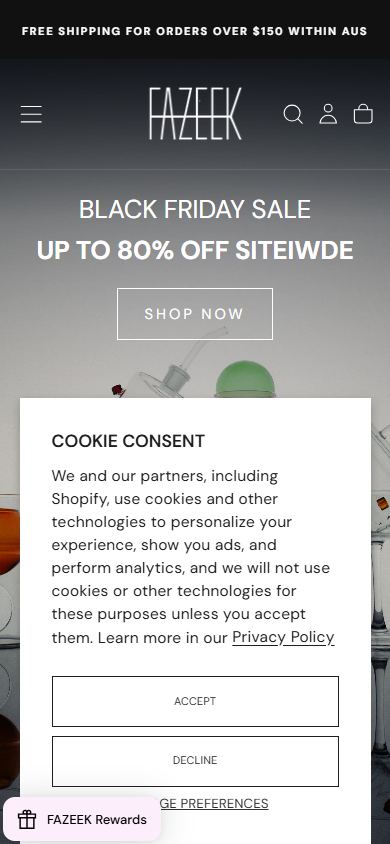 FREE SHIPPING FOR ORDERS OVER $150 WITHIN AUS
FAZEEK
BLACK FRIDAY SALE
UP TO 80% OFF SITEIWDE
SHOP NOW
COOKIE CONSENT
We and our partners, including
Shopify, use cookies and other
technologies to personalize your
experience, show you ads, and
perform analytics, and we will not use
cookies or other technologies for
these purposes unless you accept
them. Learn more in our Privacy Policy
ACCEPT
DECLINE
PREFERENCES
FAZEEK Rewards